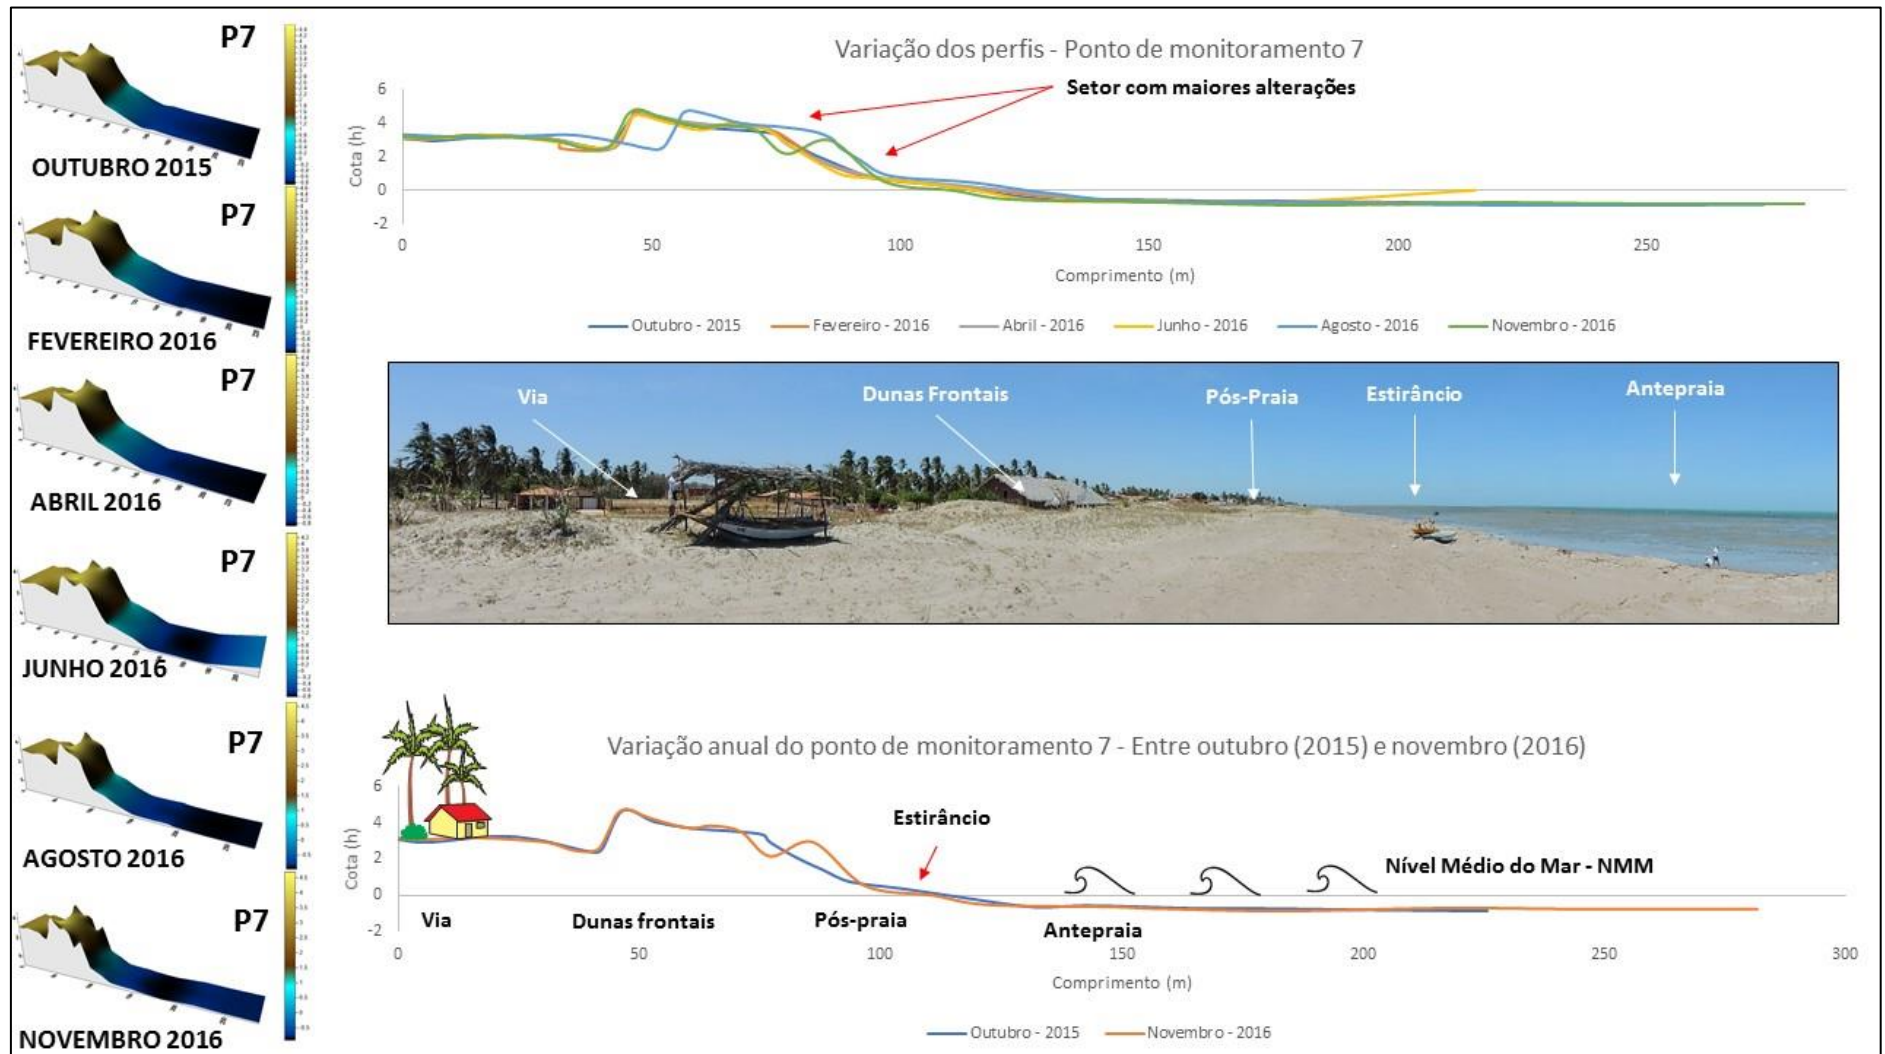 P7
OUTUBRO 2015
P7
FEVEREIRO 2016
P7
ABRIL 2016
P7
JUNHO 2016
P7
AGOSTO 2016
P7
NOVEMBRO 2016
Variação dos perfis - Ponto de monitoramento 7
Setor com maiores alterações
Cota (h)
6
4
2
0
-2
0 50 100 150 200 250
Comprimento (m)
Outubro - 2015 Fevereiro - 2016 Abril - 2016 Junho - 2016 Agosto - 2016 Novembro - 2016
Via Dunas Frontais Pós-Praia Estirâncio Antepraia
Variação anual do ponto de monitoramento 7 - Entre outubro (2015) e novembro (2016)
Cota (h)
6
4
2
0
-2
Estirâncio
Nível Médio do Mar - NMM
Via Dunas frontais Pós-praia Antepraia
0 50 100 150 200 250 300
Comprimento (m)
Outubro - 2015 Novembro - 2016